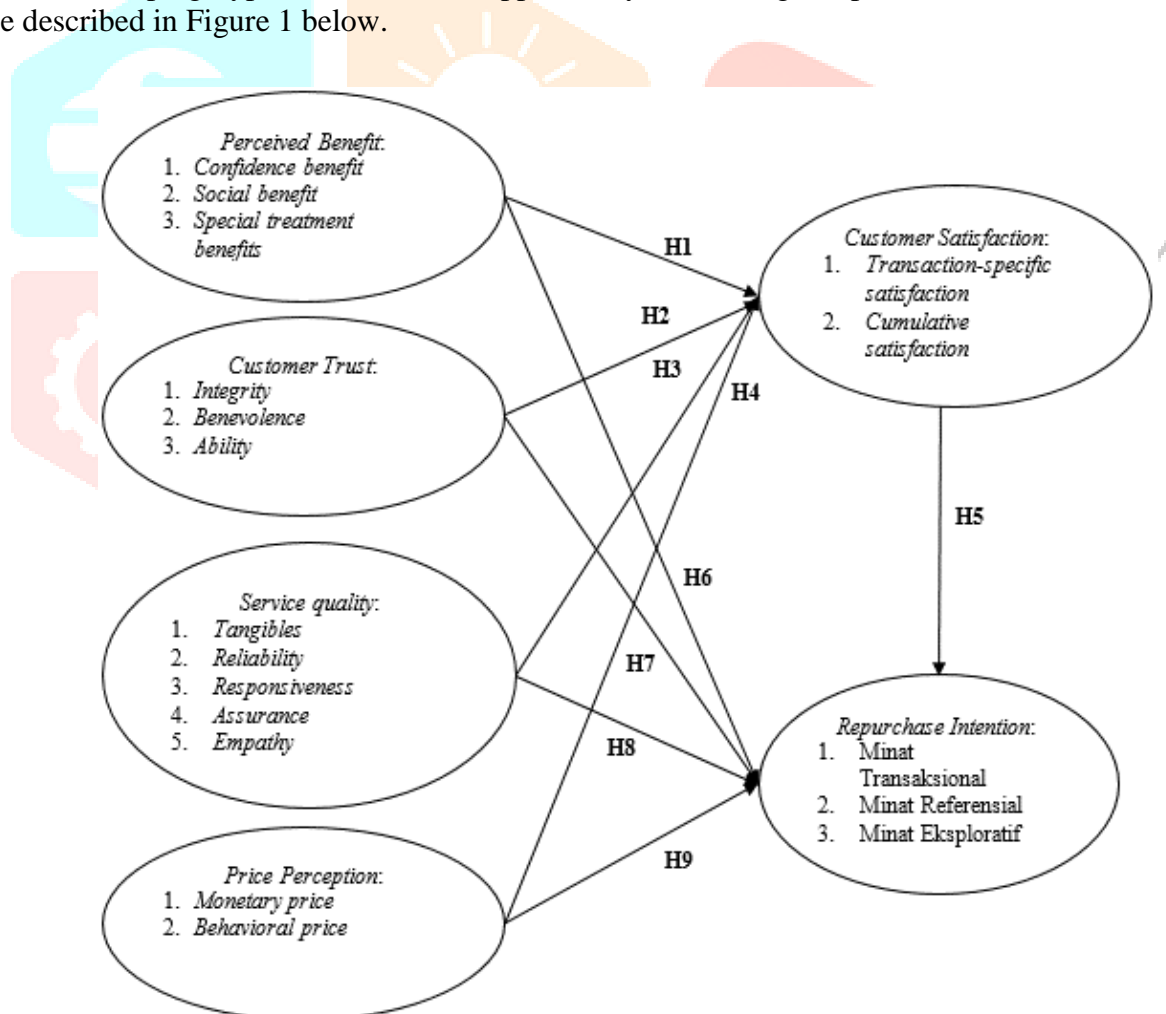 e described in Figure 1 below.
Perceived Benefit:
1. Confidence benefit
2. Social benefit
3. Special treatment
benefits
Customer Trust:
1. Integrity
2. Benevolence
3. Ability
Service quality:
1. Tangibles
2. Reliability
3. Responsiveness
4. Assurance
5. Empathy
Price Perception:
1. Monetary price
2. Behavioral price
H1
H2
H3
H4
Customer Satisfaction:
1. Transaction-specific
satisfaction
2. Cumulative
satisfaction
H5
H6
H7
H8
H9
Repurchase Intention:
1. Minat
Transaksional
2. Minat Referensial
3. Minat Eksploratif